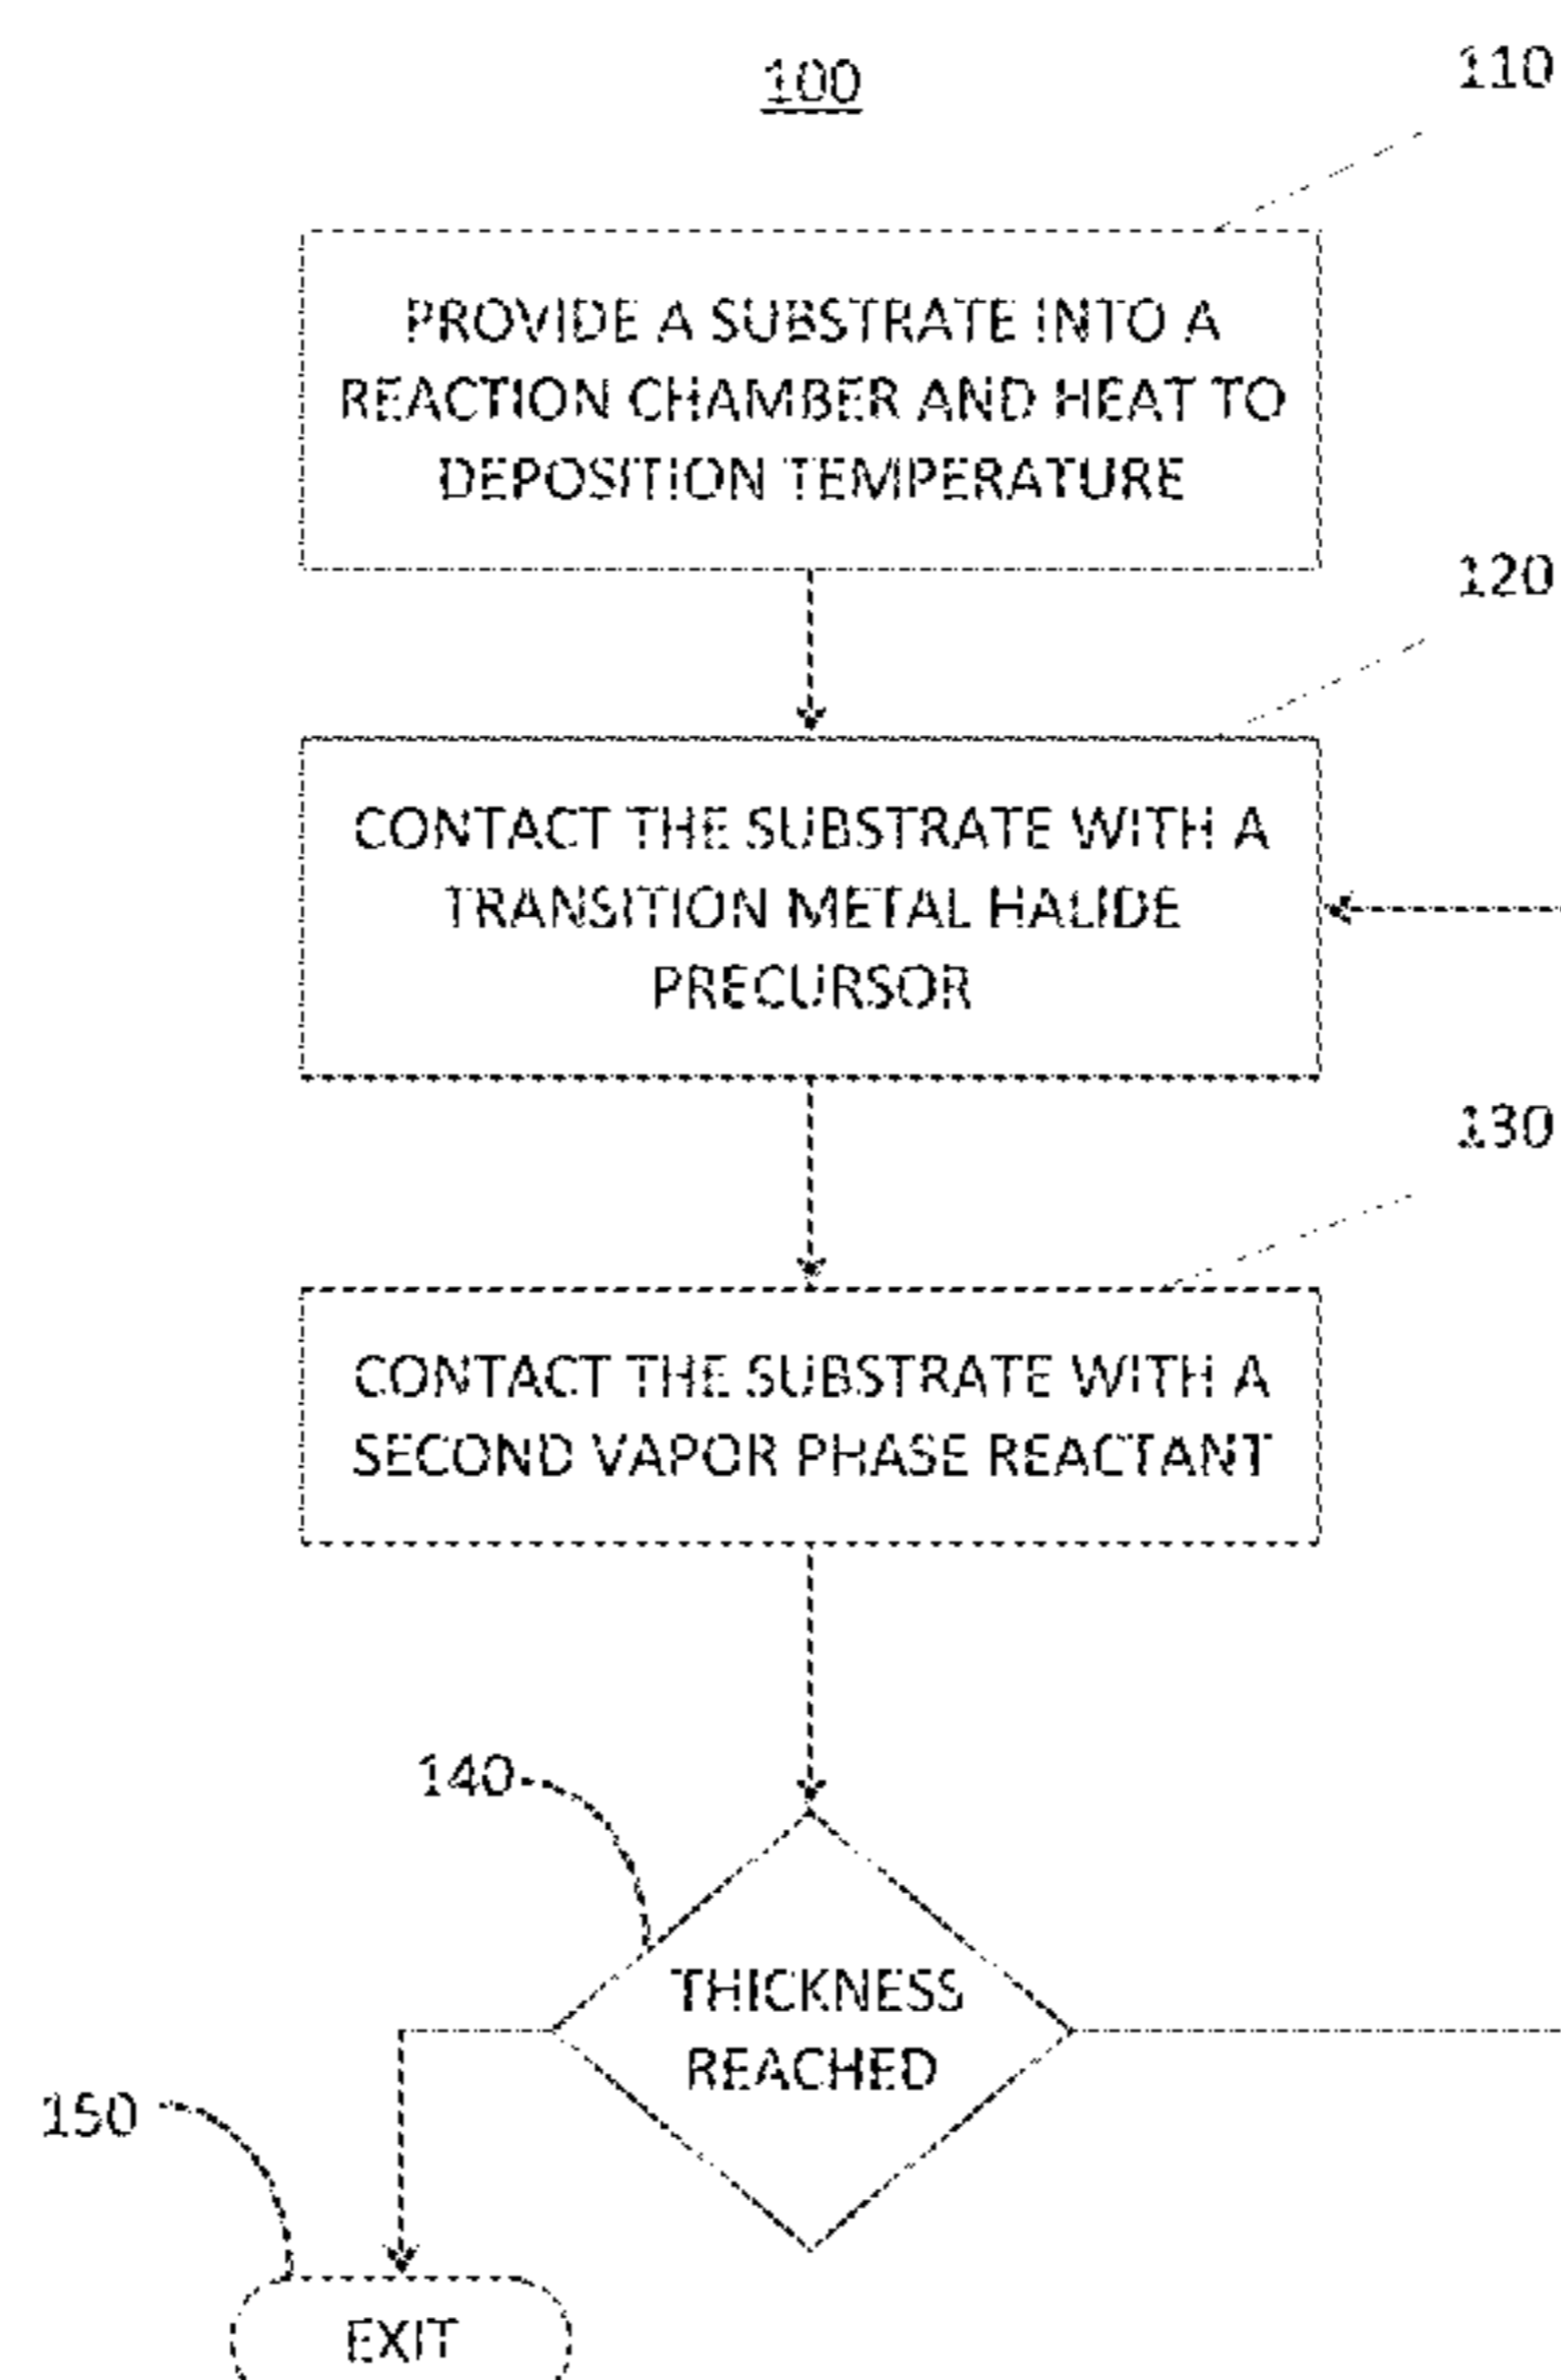 100
110
PROVIDE A SUBSTRATE INTO A
REACTION CHAMBER AND HEAT TO
DEPOSITION TEMPERATURE
120
CONTACT THE SUBSTRATE WITH A
TRANSITION METAL HALIDE
PRECURSOR
130
CONTACT THE SUBSTRATE WITH A
SECOND VAPOR PHASE REACTANT
140
THICKNESS
REACHED
150
EXIT